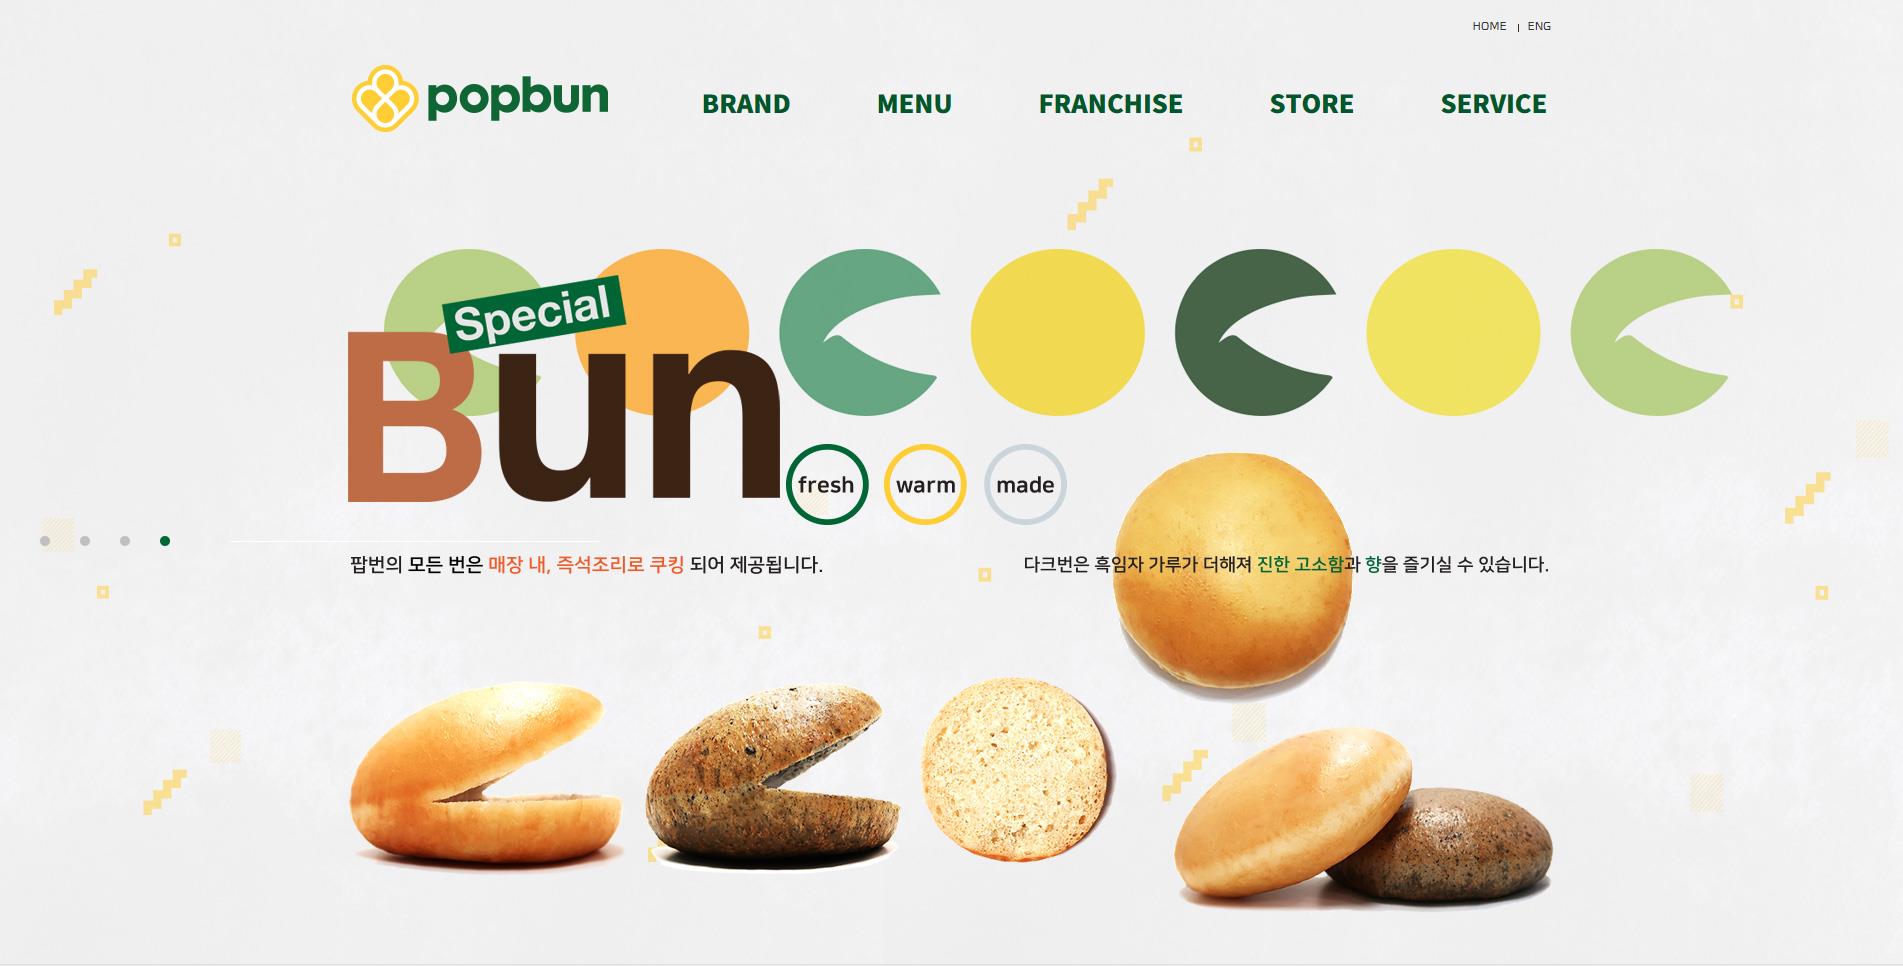 HOME | ENG
popbun
BRAND MENU FRANCHISE STORE SERVICE
Special
Bun
fresh warm made
팝번의 모든 번은 매장 내, 즉석조리로 쿠킹 되어 제공됩니다.
다크번은 흑임자 가루가 더해져 진한 고소함과 향을 즐기실 수 있습니다.